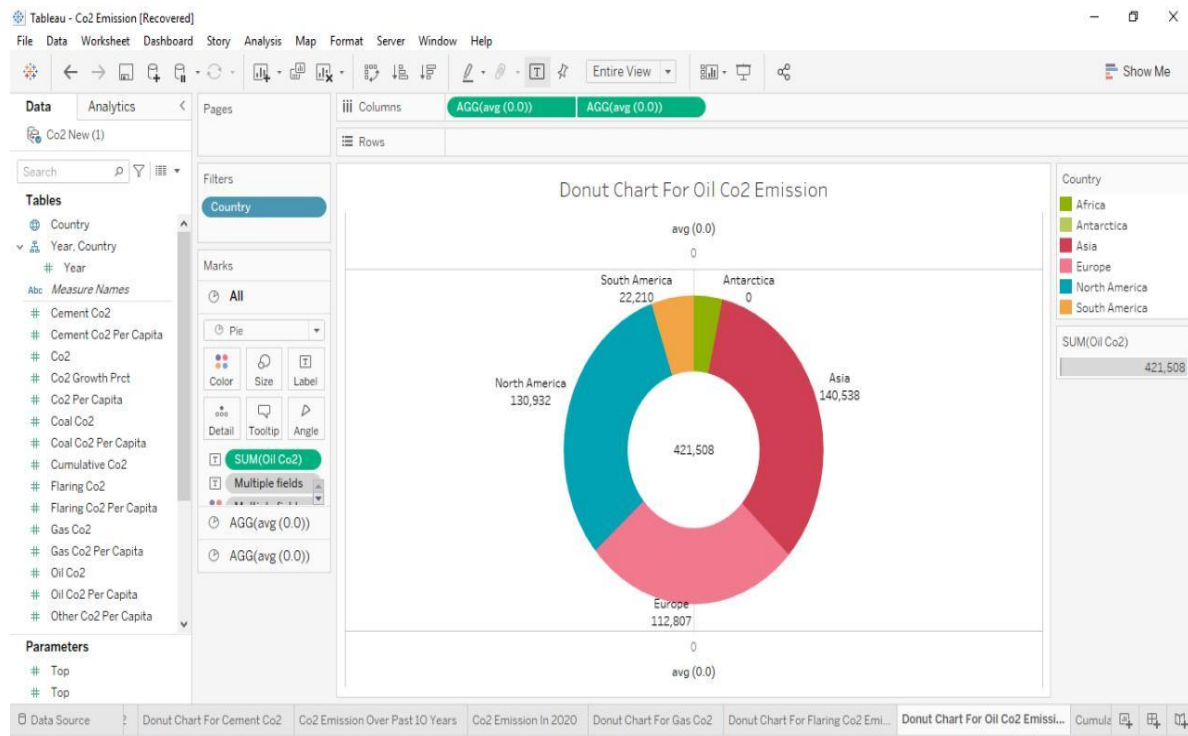 Tableau - Co2 Emission [Recovered]
File Data Worksheet Dashboard Story Analysis Map Format Server Window Help
Entire View
Show Me
Data Analytics
Co2 New (1)
Search
Tables
Country
Year, Country
Year
Abc Measure Names
Cement Co2
Cement Co2 Per Capita
Co2
Co2 Growth Prct
Co2 Per Capita
Coal Co2
Coal Co2 Per Capita
Cumulative Co2
Flaring Co2
Flaring Co2 Per Capita
Gas Co2
Gas Co2 Per Capita
Oil Co2
Oil Co2 Per Capita
Other Co2 Per Capita
Parameters
# Top
# Top
Pages
Filters
Country
Marks
All
Pie
Color Size Label
Detail Tooltip Angle
SUM(Oil Co2)
Multiple fields
AGG(avg (0.0))
AGG(avg (0.0))
Columns AGG(avg (0.0)) AGG(avg (0.0))
Rows
Donut Chart For Oil Co2 Emission
avg (0.0)
0
South America
22,210
Antarctica
0
North America
130,932
Asia
140,538
421,508
Europe
112,807
0
avg (0.0)
Country
Africa
Antarctica
Asia
Europe
North America
South America
SUM(Oil Co2)
421,508
Data Source Donut Chart For Cement Co2 Co2 Emission Over Past 10 Years Co2 Emission In 2020 Donut Chart For Gas Co2 Donut Chart For Flaring Co2 Emi... Donut Chart For Oil Co2 Emissi... Cumula